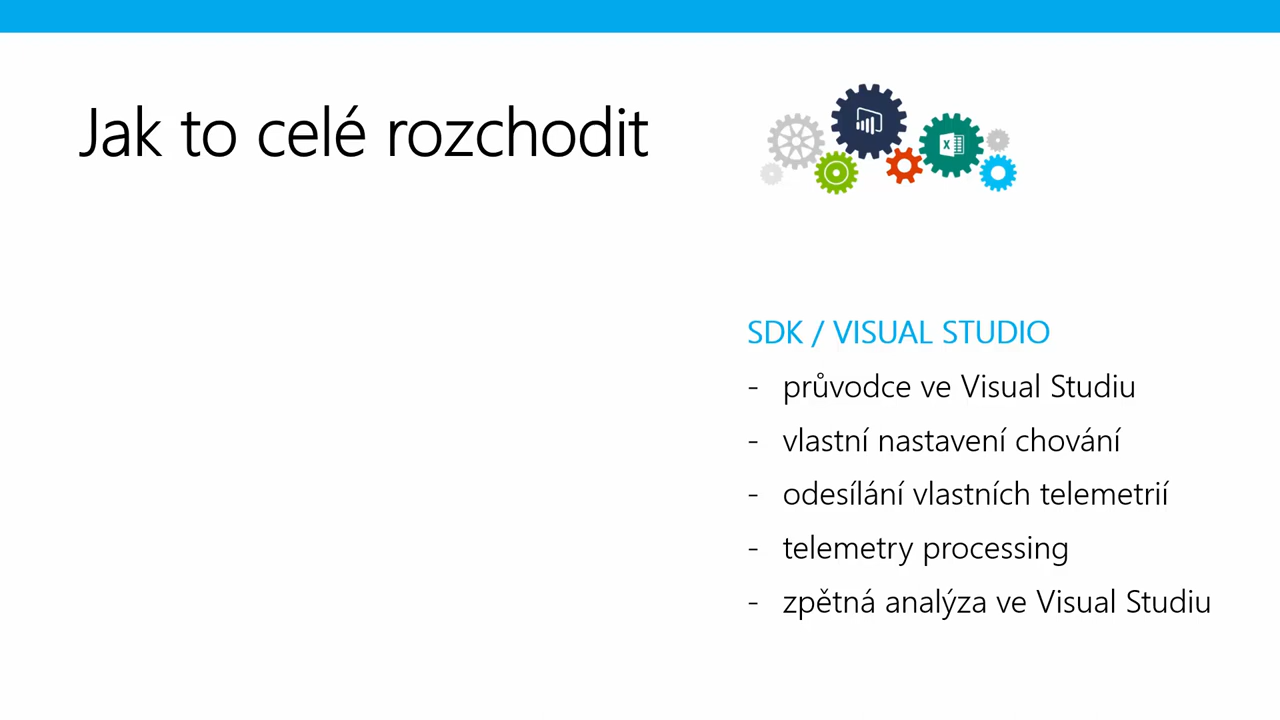 Jak to celé rozchodit
SDK / VISUAL STUDIO
- průvodce ve Visual Studiu
- vlastní nastavení chování
- odesílání vlastních telemetrií
- telemetry processing
- zpětná analýza ve Visual Studiu